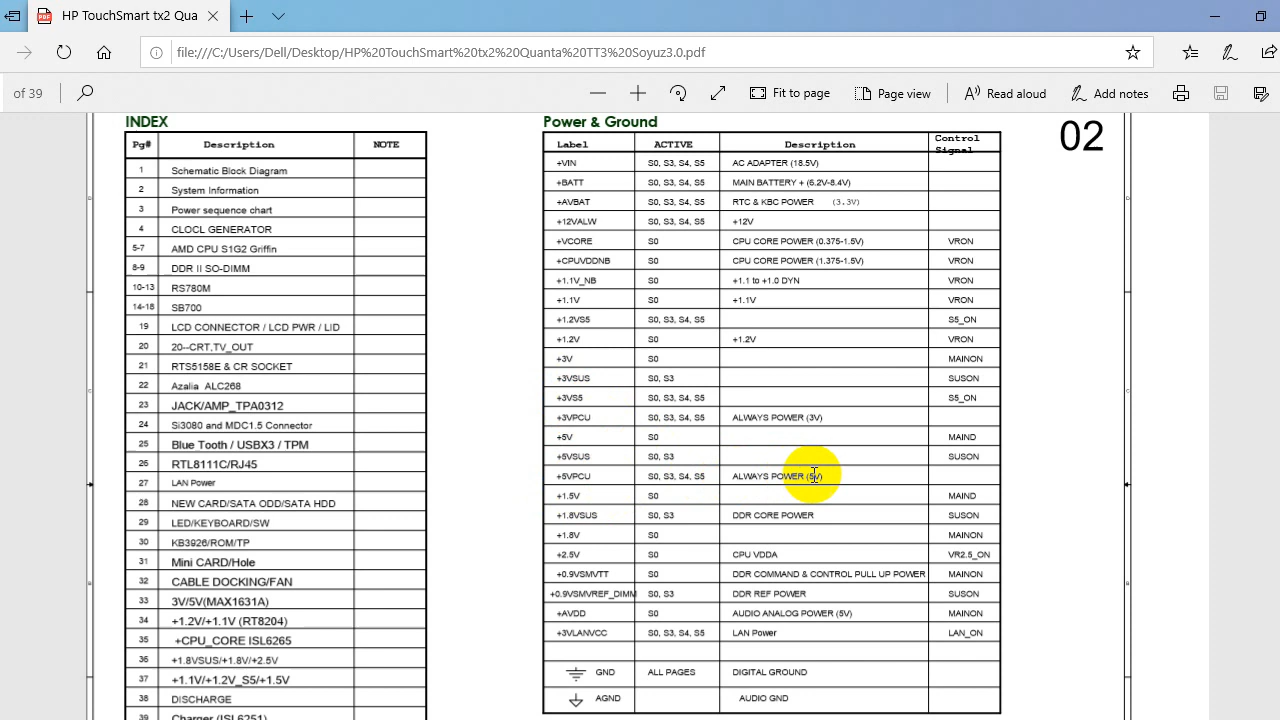 HP TouchSmart tx2 Quanta
PDF
file:///C:/Users/Dell/Desktop/HP%20TouchSmart%20tx2%20Quanta%20TT3%20Soyuz3.0.pdf
of 39
Fit to page
Page view
Read aloud
Add notes
INDEX
Pg# Description NOTE
1 Schematic Block Diagram
2 System Information
3 Power sequence chart
4 CLOCL GENERATOR
5-7 AMD CPU S1G2 Griffin
8-9 DDR II SO-DIMM
10-13 RS780M
14-18 SB700
19 LCD CONNECTOR / LCD PWR / LID
20 20--CRT,TV_OUT
21 RTS5158E & CR SOCKET
22 Azalia ALC268
23 JACK/AMP_TPA0312
24 Si3080 and MDC1.5 Connector
25 Blue Tooth / USBX3 / TPM
26 RTL8111C/RJ45
27 LAN Power
28 NEW CARD/SATA ODD/SATA HDD
29 LED/KEYBOARD/SW
30 KB3926/ROM/TP
31 Mini CARD/Hole
32 CABLE DOCKING/FAN
33 3V/5V(MAX1631A)
34 +1.2V/+1.1V (RT8204)
35 +CPU_CORE ISL6265
36 +1.8VSUS/+1.8V/+2.5V
37 +1.1V/+1.2V_S5/+1.5V
38 DISCHARGE
39 Charger (ISL6251)
Power & Ground
Label ACTIVE Description Control Signal
+VIN S0, S3, S4, S5 AC ADAPTER (18.5V)
+BATT S0, S3, S4, S5 MAIN BATTERY + (6.2V-8.4V)
+AVBAT S0, S3, S4, S5 RTC & KBC POWER (3.3V)
+12VALW S0, S3, S4, S5 +12V
+VCORE S0 CPU CORE POWER (0.375-1.5V) VRON
+CPUVDDNB S0 CPU CORE POWER (1.375-1.5V) VRON
+1.1V_NB S0 +1.1 to +1.0 DYN VRON
+1.1V S0 +1.1V VRON
+1.2VS5 S0, S3, S4, S5 S5_ON
+1.2V S0 +1.2V VRON
+3V S0 MAINON
+3VSUS S0, S3 SUSON
+3VS5 S0, S3, S4, S5 S5_ON
+3VPCU S0, S3, S4, S5 ALWAYS POWER (3V)
+5V S0 MAIND
+5VSUS S0, S3 SUSON
+5VPCU S0, S3, S4, S5 ALWAYS POWER (5V)
+1.5V S0 MAIND
+1.8VSUS S0, S3 DDR CORE POWER SUSON
+1.8V S0 MAINON
+2.5V S0 CPU VDDA VR2.5_ON
+0.9VSMVTT S0 DDR COMMAND & CONTROL PULL UP POWER MAINON
+0.9VSMVREF_DIMM S0, S3 DDR REF POWER SUSON
+AVDD S0 AUDIO ANALOG POWER (5V) MAINON
+3VLANVCC S0, S3, S4, S5 LAN Power LAN_ON
GND ALL PAGES DIGITAL GROUND
AGND AUDIO GND
02